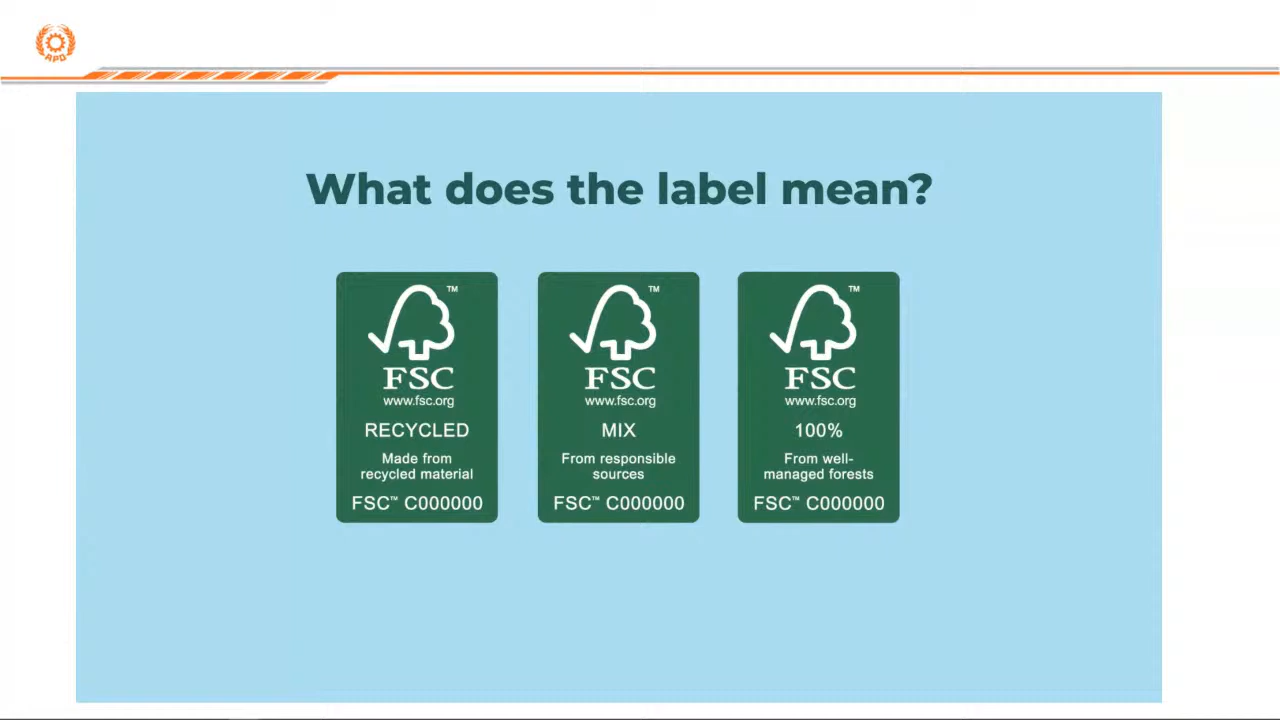 APO
What does the label mean?
™
FSC
www.fsc.org
RECYCLED
Made from
recycled material
FSC™ C000000
™
FSC
www.fsc.org
MIX
From responsible
sources
FSC™ C000000
™
FSC
www.fsc.org
100%
From well-
managed forests
FSC™ C000000